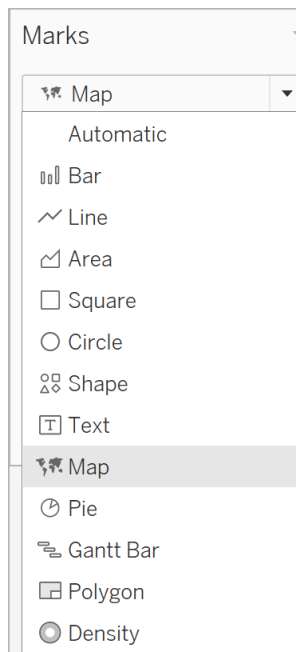 Marks
Map
Automatic
Bar
Line
Area
Square
Circle
Shape
Text
Map
Pie
Gantt Bar
Polygon
Density